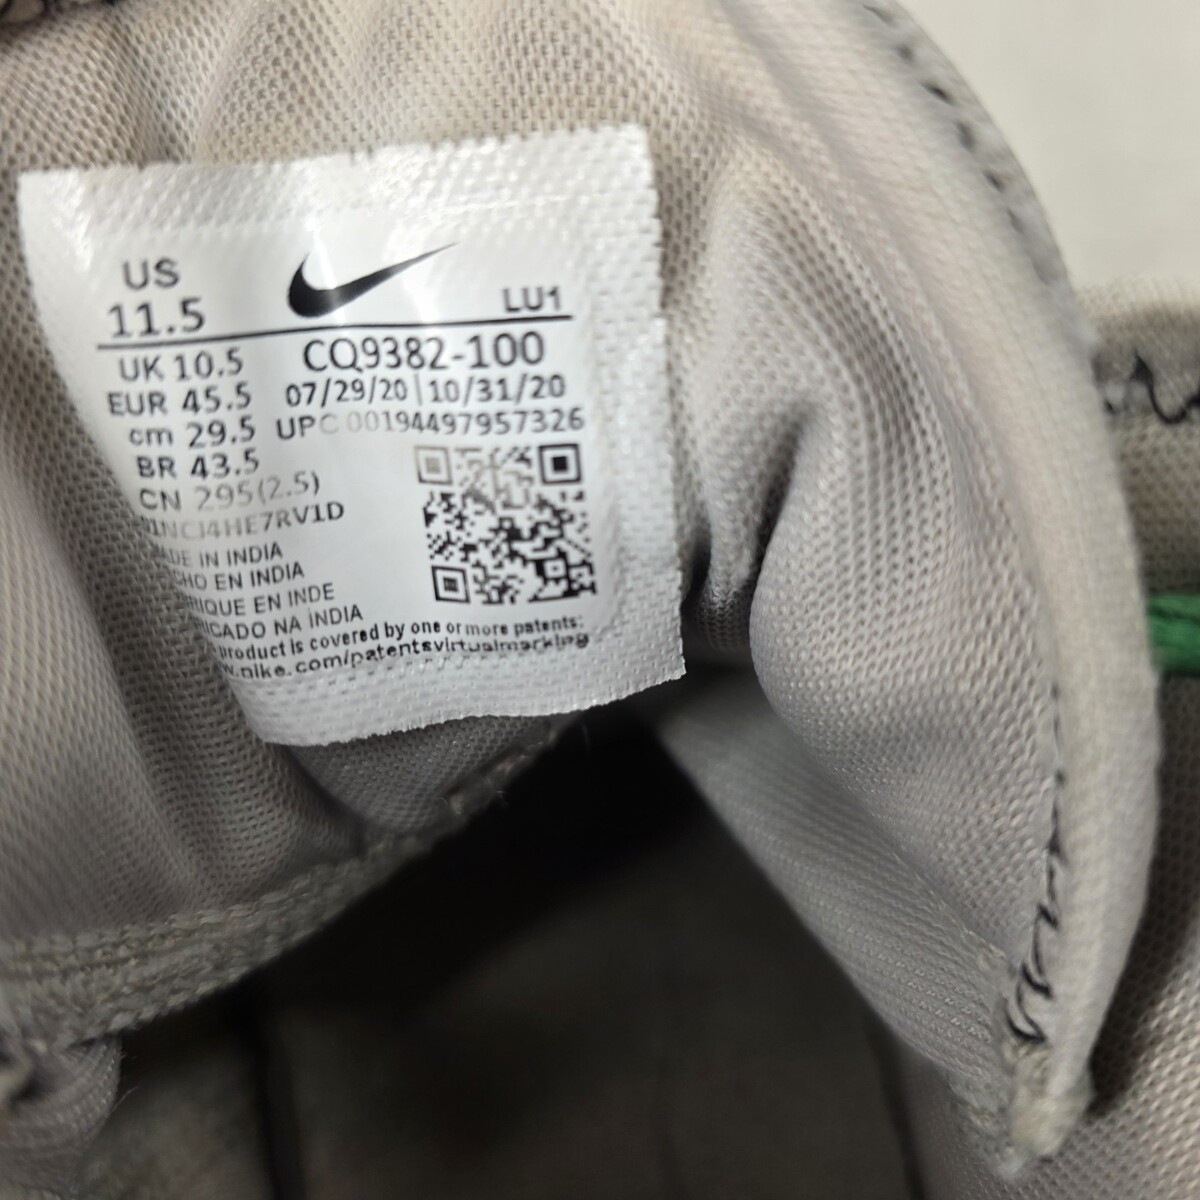 US
11.5
LU1
UK 10.5
CQ9382-100
EUR 45.5
07/29/20 | 10/31/20
cm 29.5
UPC 00194497957326
BR 43.5
CN 295(2.5)
1NCI4HE7RV1D
ADE IN INDIA
CHO EN INDIA
RIQUE EN INDE
ICADO NA ÍNDIA
product is covered by one or more patents:
w.nike.com/patentsvirtualmarking